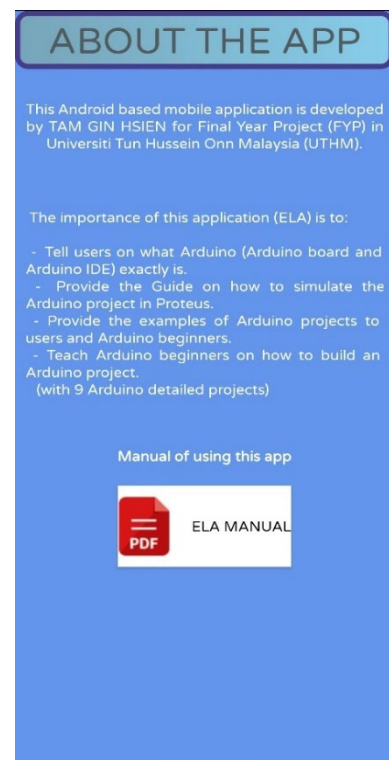 ABOUT THE APP
This Android based mobile application is developed
by TAM GIN HSIEN for Final Year Project (FYP) in
Universiti Tun Hussein Onn Malaysia (UTHM).
The importance of this application (ELA) is to:
- Tell users on what Arduino (Arduino board and
Arduino IDE) exactly is.
- Provide the Guide on how to simulate the
Arduino project in Proteus.
- Provide the examples of Arduino projects to
users and Arduino beginners.
- Teach Arduino beginners on how to build an
Arduino project.
(with 9 Arduino detailed projects)
Manual of using this app
PDF
ELA MANUAL